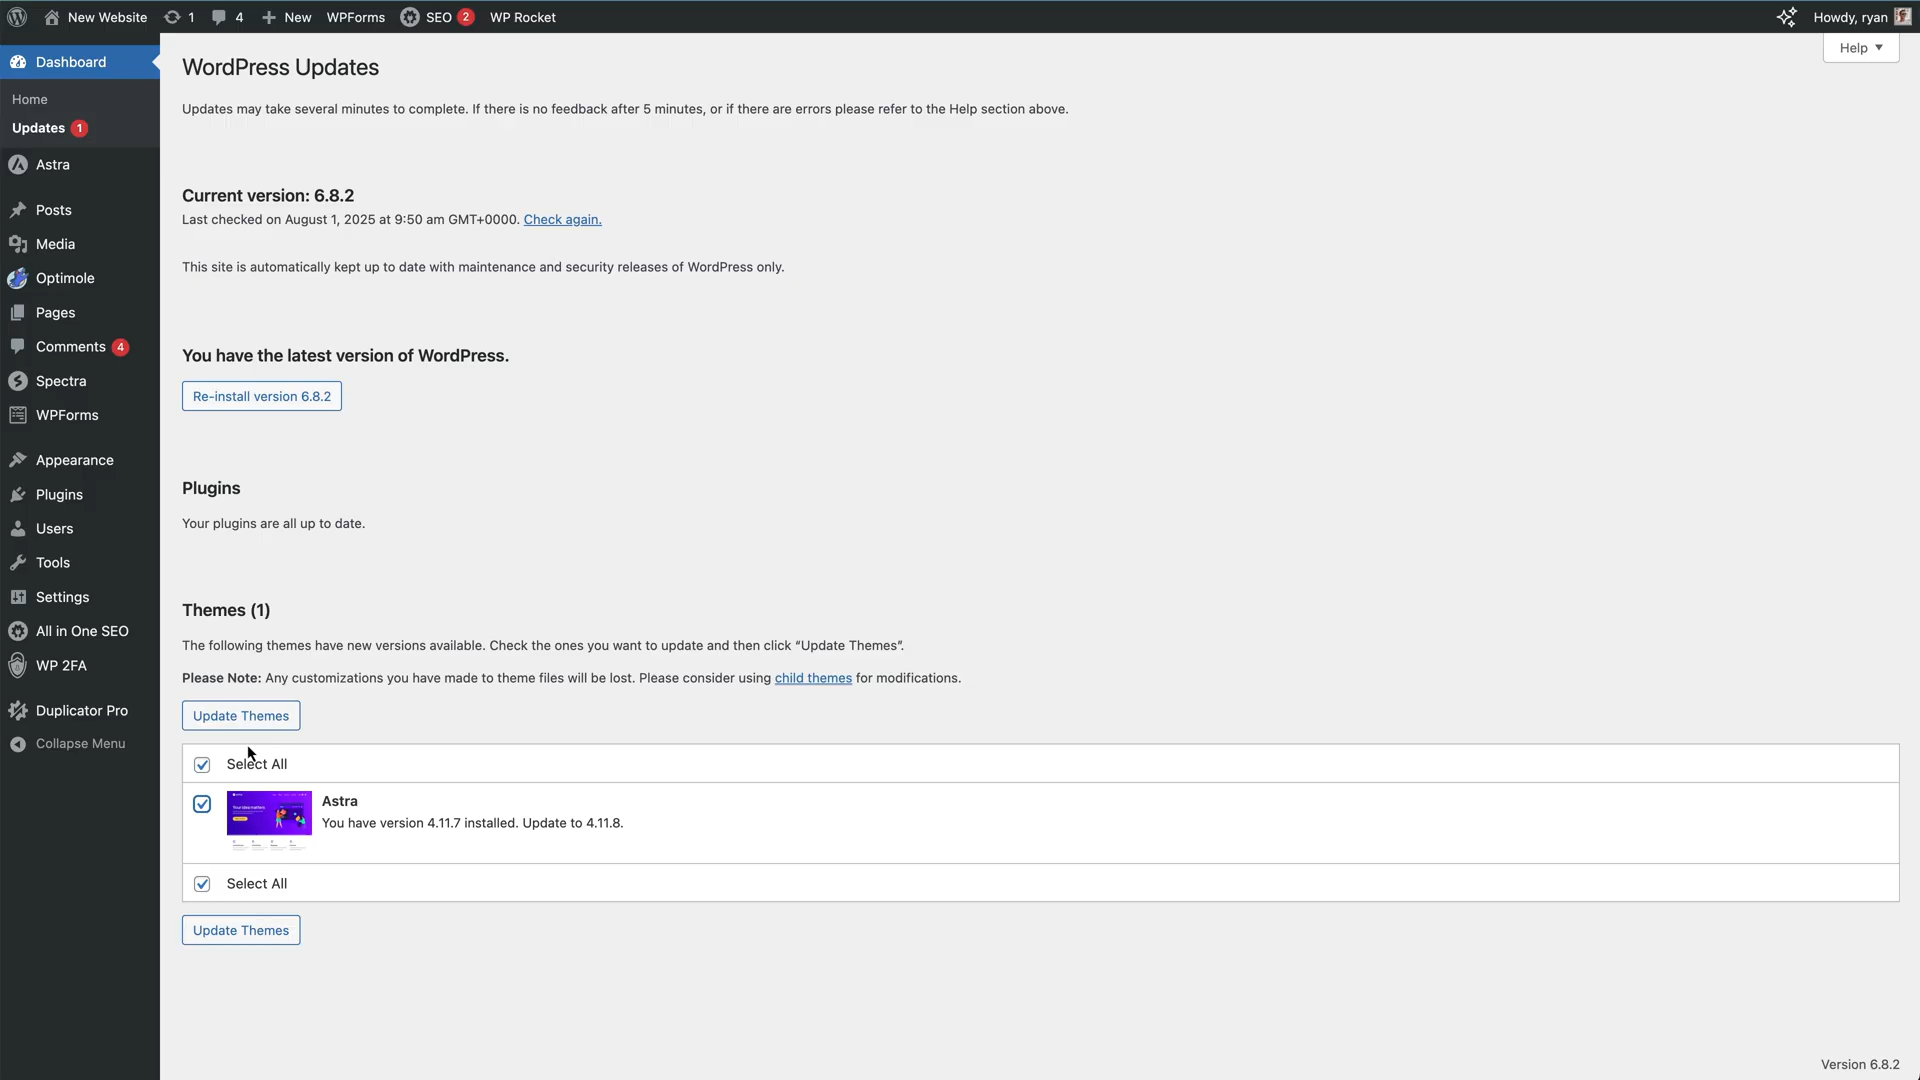 New Website 1 4 New WPForms SEO 2 WP Rocket Howdy, ryan
Help
Dashboard
Home
Updates 1
Astra
Posts
Media
Optimole
Pages
Comments 4
Spectra
WPForms
Appearance
Plugins
Users
Tools
Settings
All in One SEO
WP 2FA
Duplicator Pro
Collapse Menu
WordPress Updates
Updates may take several minutes to complete. If there is no feedback after 5 minutes, or if there are errors please refer to the Help section above.
Current version: 6.8.2
Last checked on August 1, 2025 at 9:50 am GMT+0000. Check again.
This site is automatically kept up to date with maintenance and security releases of WordPress only.
You have the latest version of WordPress.
Re-install version 6.8.2
Plugins
Your plugins are all up to date.
Themes (1)
The following themes have new versions available. Check the ones you want to update and then click “Update Themes”.
Please Note: Any customizations you have made to theme files will be lost. Please consider using child themes for modifications.
Update Themes
Select All
Astra
You have version 4.11.7 installed. Update to 4.11.8.
Select All
Update Themes
Version 6.8.2